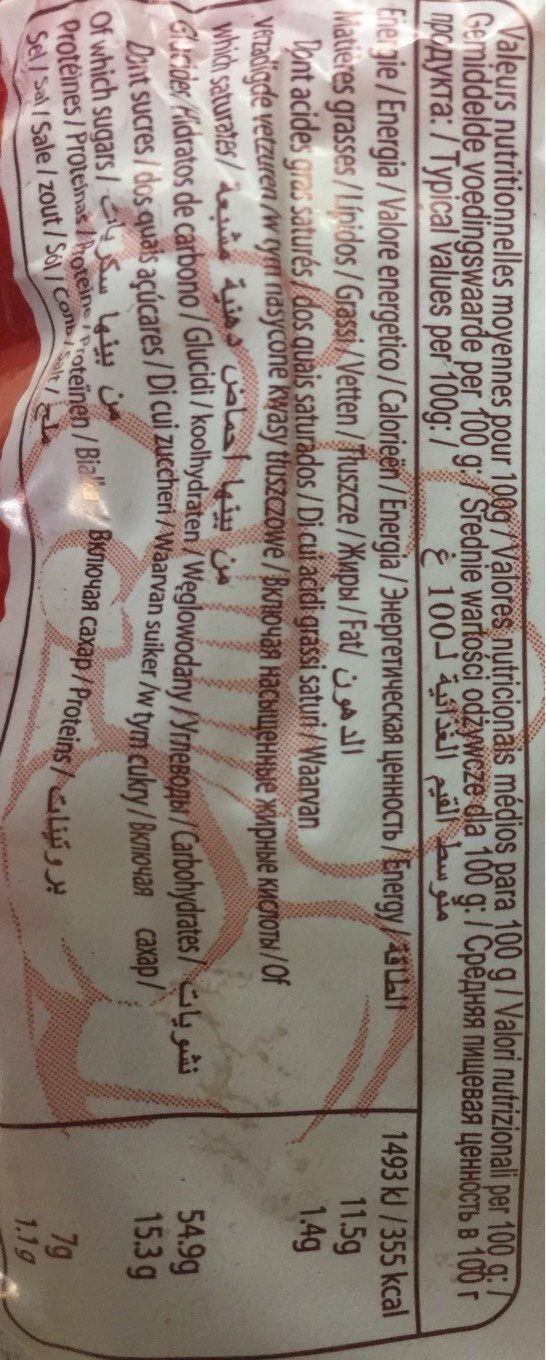 Valeurs nutritionnelles moyennes pour 100g / Valores nutricionais médios para 100 g / Valori nutrizionali per 100 g: /
Gemiddelde voedingswaarde per 100 g: / Średnie wartości odżywcze dla 100 g: / Средняя пищевая ценность в 100 г
продукта: / Typical values per 100g: / متوسط القيم الغذائية لـ 100 غ
Energie / Energia / Valore energetico / Calorieën / Energia / Энергетическая ценность / Energy / الطاقة 1493 kJ / 355 kcal
Matières grasses / Lípidos / Grassi / Vetten / Tłuszcze / Жиры / Fat / الدهون 11.5g
Dont acides gras saturés / dos quais saturados / Di cui acidi grassi saturi / Waarvan
verzadigde vetzuren /w tym nasycone kwasy tłuszczowe / Включая насыщенные жирные кислоты / Of
which saturates / من بينها احماض دهنية مشبعة 1.4g
Glucides / Hidratos de carbono / Glucidi / koolhydraten / Węglowodany / Углеводы / Carbohydrates / نشويات 54.9g
Dont sucres / dos quais açúcares / Di cui zuccheri / Waarvan suiker /w tym cukry / Включая сахар /
Of which sugars / من بينها سكريات 15.3 g
Protéines / Proteínas / Proteine / Proteïnen / Включая сахар / Proteins / بروتينات 7g
Sel / Sal / Sale / zout / Sól / Соль / Salt / ملح 1.1 g